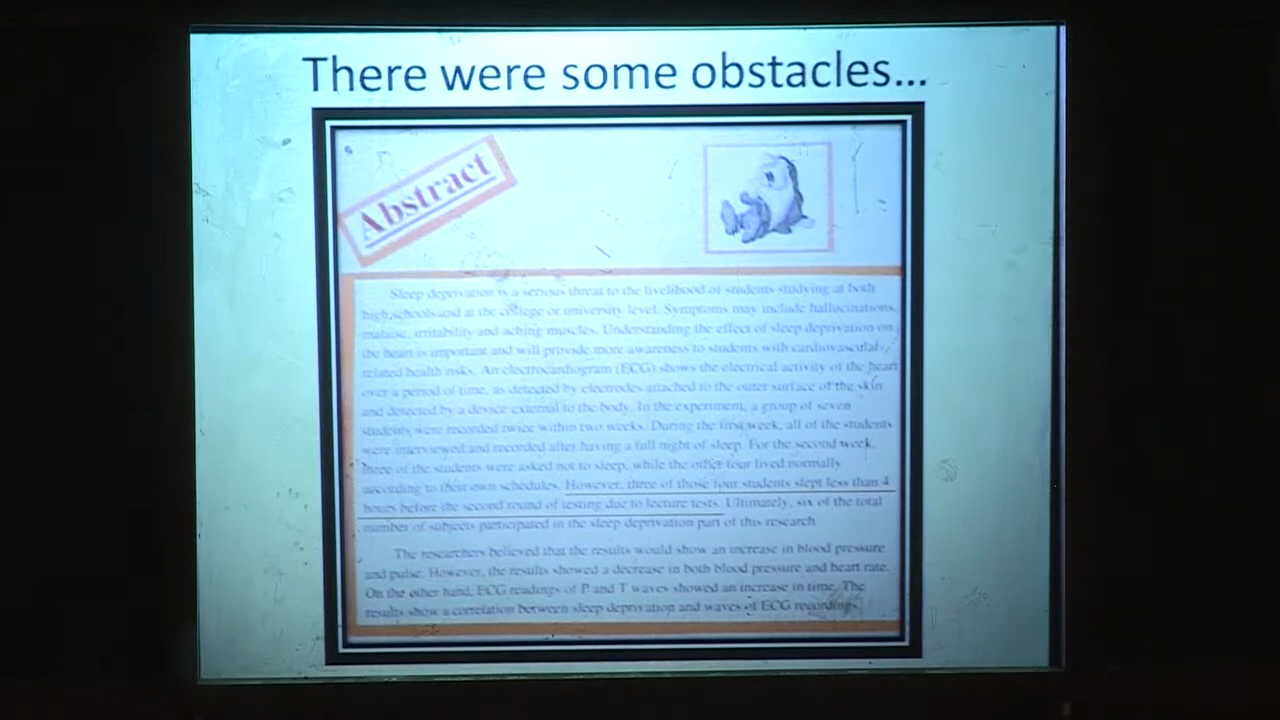 There were some obstacles...
Abstract
Sleep deprivation is a serious threat to the livelihood of students studying at both
high schools and at the college or university level. Symptoms may include hallucinations,
malaise, irritability and aching muscles. Understanding the effect of sleep deprivation on
the heart is important and will provide more awareness to students with cardiovascular-
related health risks. An electrocardiogram (ECG) shows the electrical activity of the heart
over a period of time, as detected by electrodes attached to the outer surface of the skin
and detected by a device external to the body. In the experiment, a group of seven
students were recorded twice within two weeks. During the first week, all of the students
were interviewed and recorded after having a full night of sleep. For the second week,
three of the students were asked not to sleep, while the other four lived normally
according to their own schedules. However, three of those four students slept less than 4
hours before the second round of testing due to lecture tests. Ultimately, six of the total
number of subjects participated in the sleep deprivation part of this research
The researchers believed that the results would show an increase in blood pressure
and pulse. However, the results showed a decrease in both blood pressure and heart rate.
On the other hand, ECG readings of P and T waves showed an increase in time. The
results show a correlation between sleep deprivation and waves of ECG recordings